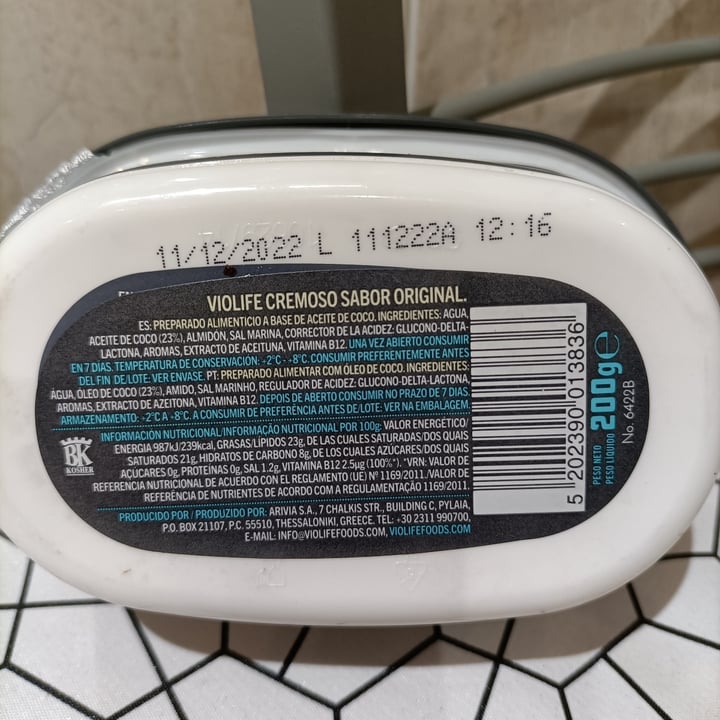 11/12/2022 L 111222A 12:16
VIOLIFE CREMOSO SABOR ORIGINAL.
ES: PREPARADO ALIMENTICIO A BASE DE ACEITE DE COCO. INGREDIENTES: AGUA,
ACEITE DE COCO (23%), ALMIDÓN, SAL MARINA, CORRECTOR DE LA ACIDEZ: GLUCONO-DELTA-
LACTONA, AROMAS, EXTRACTO DE ACEITUNA, VITAMINA B12. UNA VEZ ABIERTO CONSUMIR
EN 7 DÍAS. TEMPERATURA DE CONSERVACIÓN: +2°C - +8°C. CONSUMIR PREFERENTEMENTE ANTES
DEL FIN DE/LOTE: VER ENVASE. PT: PREPARADO ALIMENTAR COM ÓLEO DE COCO. INGREDIENTES:
AGUA, ÓLEO DE COCO (23%), AMIDO, SAL MARINHO, REGULADOR DE ACIDEZ: GLUCONO-DELTA-LACTONA
AROMAS, EXTRACTO DE AZEITONA, VITAMINA B12. DEPOIS DE ABERTO CONSUMIR NO PRAZO DE 7 DIAS.
ARMAZENAMENTO: +2°C A +8°C. A CONSUMIR DE PREFERÊNCIA ANTES DE/LOTE: VER NA EMBALAGEM.
INFORMACIÓN NUTRICIONAL/INFORMAÇÃO NUTRICIONAL POR 100g: VALOR ENERGÉTICO/
ENERGIA 987kJ/239kcal, GRASAS/LÍPIDOS 23g, DE LAS CUALES SATURADAS/DOS QUAIS
SATURADOS 21g, HIDRATOS DE CARBONO 8g, DE LOS CUALES AZÚCARES/DOS QUAIS
AÇÚCARES 0g, PROTEÍNAS 0g, SAL 1.2g, VITAMINA B12 2.5µg (100%*). *VRN: VALOR DE
REFERENCIA NUTRICIONAL DE ACUERDO CON EL REGLAMENTO (UE) Nº 1169/2011. VALOR DE
REFERÊNCIA DE NUTRIENTES DE ACORDO COM A REGULAMENTAÇÃO 1169/2011.
PRODUCIDO POR / PRODUZIDO POR: ARIVIA S.A., 7 CHALKIS STR., BUILDING C, PYLAIA,
P.O. BOX 21107, P.C. 55510, THESSALONIKI, GREECE. TEL: +30 2311 990700,
E-MAIL: INFO@VIOLIFEFOODS.COM, VIOLIFEFOODS.COM
BK
KOSHER
5 202390 013836
PESO NETO
PESO LÍQUIDO
200g℮
No. 6422B